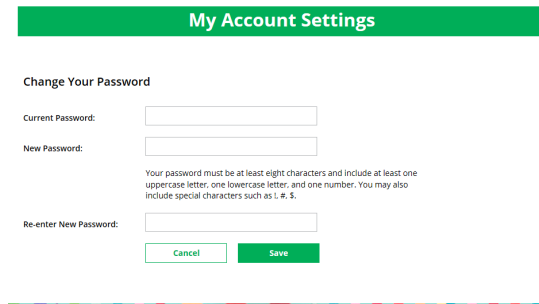 My Account Settings
Change Your Password
Current Password:
New Password:
Your password must be at least eight characters and include at least one
uppercase letter, one lowercase letter, and one number. You may also
include special characters such as !, #, $.
Re-enter New Password:
Cancel Save